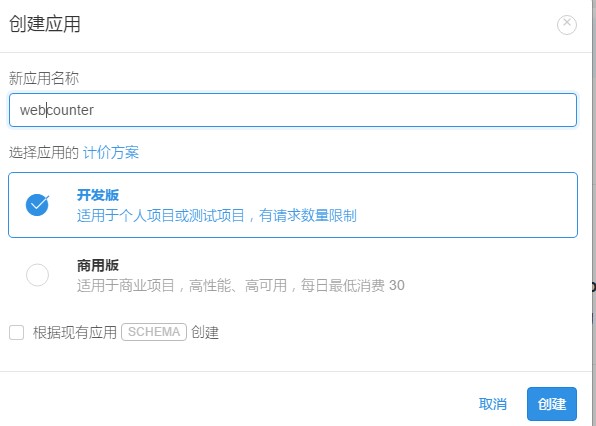 创建应用
新应用名称
webcounter
选择应用的 计价方案
开发版
适用于个人项目或测试项目，有请求数量限制
商用版
适用于商业项目，高性能、高可用，每日最低消费 30
根据现有应用 SCHEMA 创建
取消 创建